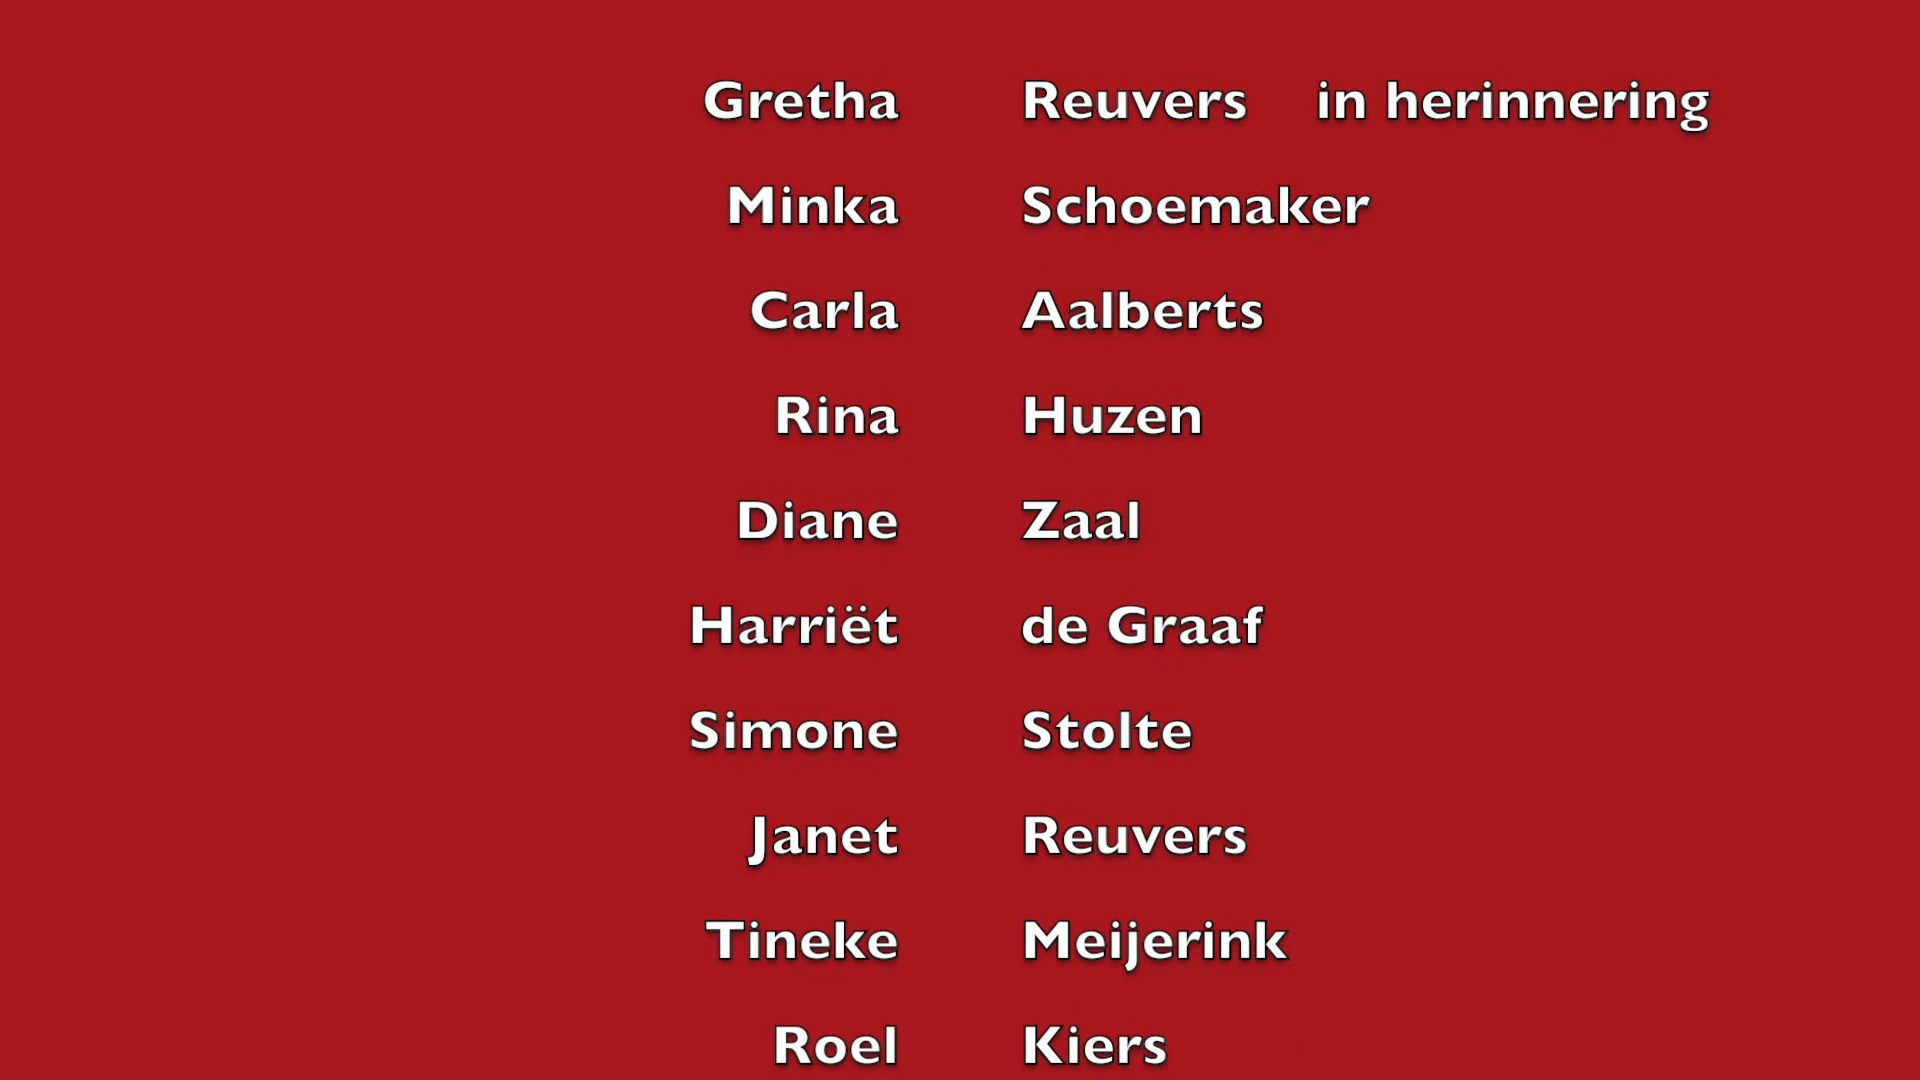 Gretha Reuvers in herinnering
Minka Schoemaker
Carla Aalberts
Rina Huzen
Diane Zaal
Harriët de Graaf
Simone Stolte
Janet Reuvers
Tineke Meijerink
Roel Kiers